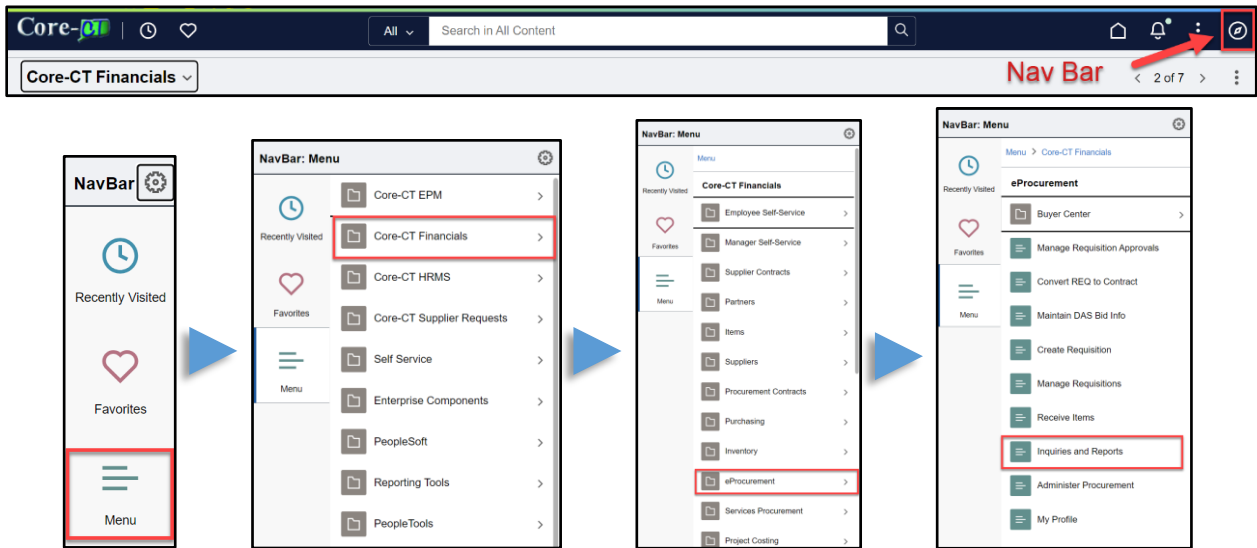 Core-CT
All
Search in All Content
Core-CT Financials
Nav Bar
2 of 7
NavBar
Recently Visited
Favorites
Menu
NavBar: Menu
Recently Visited
Favorites
Menu
Core-CT EPM
Core-CT Financials
Core-CT HRMS
Core-CT Supplier Requests
Self Service
Enterprise Components
PeopleSoft
Reporting Tools
PeopleTools
NavBar: Menu
Recently Visited
Favorites
Menu
Menu
Core-CT Financials
Employee Self-Service
Manager Self-Service
Supplier Contracts
Partners
Items
Suppliers
Procurement Contracts
Purchasing
Inventory
eProcurement
Services Procurement
Project Costing
NavBar: Menu
Recently Visited
Favorites
Menu
Menu > Core-CT Financials
eProcurement
Buyer Center
Manage Requisition Approvals
Convert REQ to Contract
Maintain DAS Bid Info
Create Requisition
Manage Requisitions
Receive Items
Inquiries and Reports
Administer Procurement
My Profile